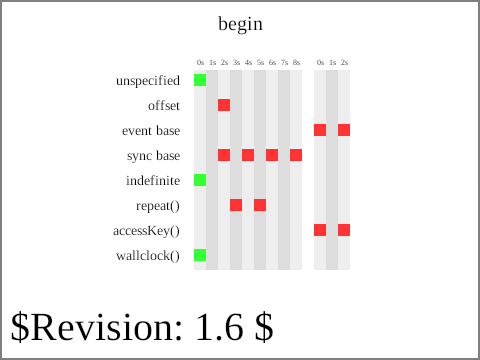 begin
0s 1s 2s 3s 4s 5s 6s 7s 8s 0s 1s 2s
unspecified
offset
event base
sync base
indefinite
repeat()
accessKey()
wallclock()
$Revision: 1.6 $